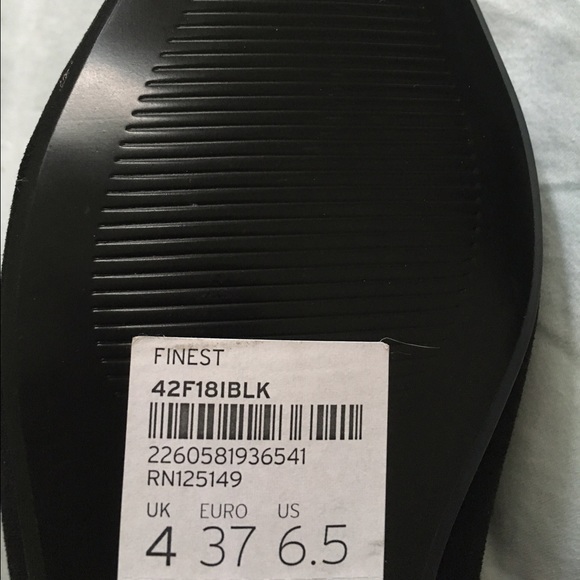 FINEST
42F18IBLK
2260581936541
RN125149
UK EURO US
4 37 6.5